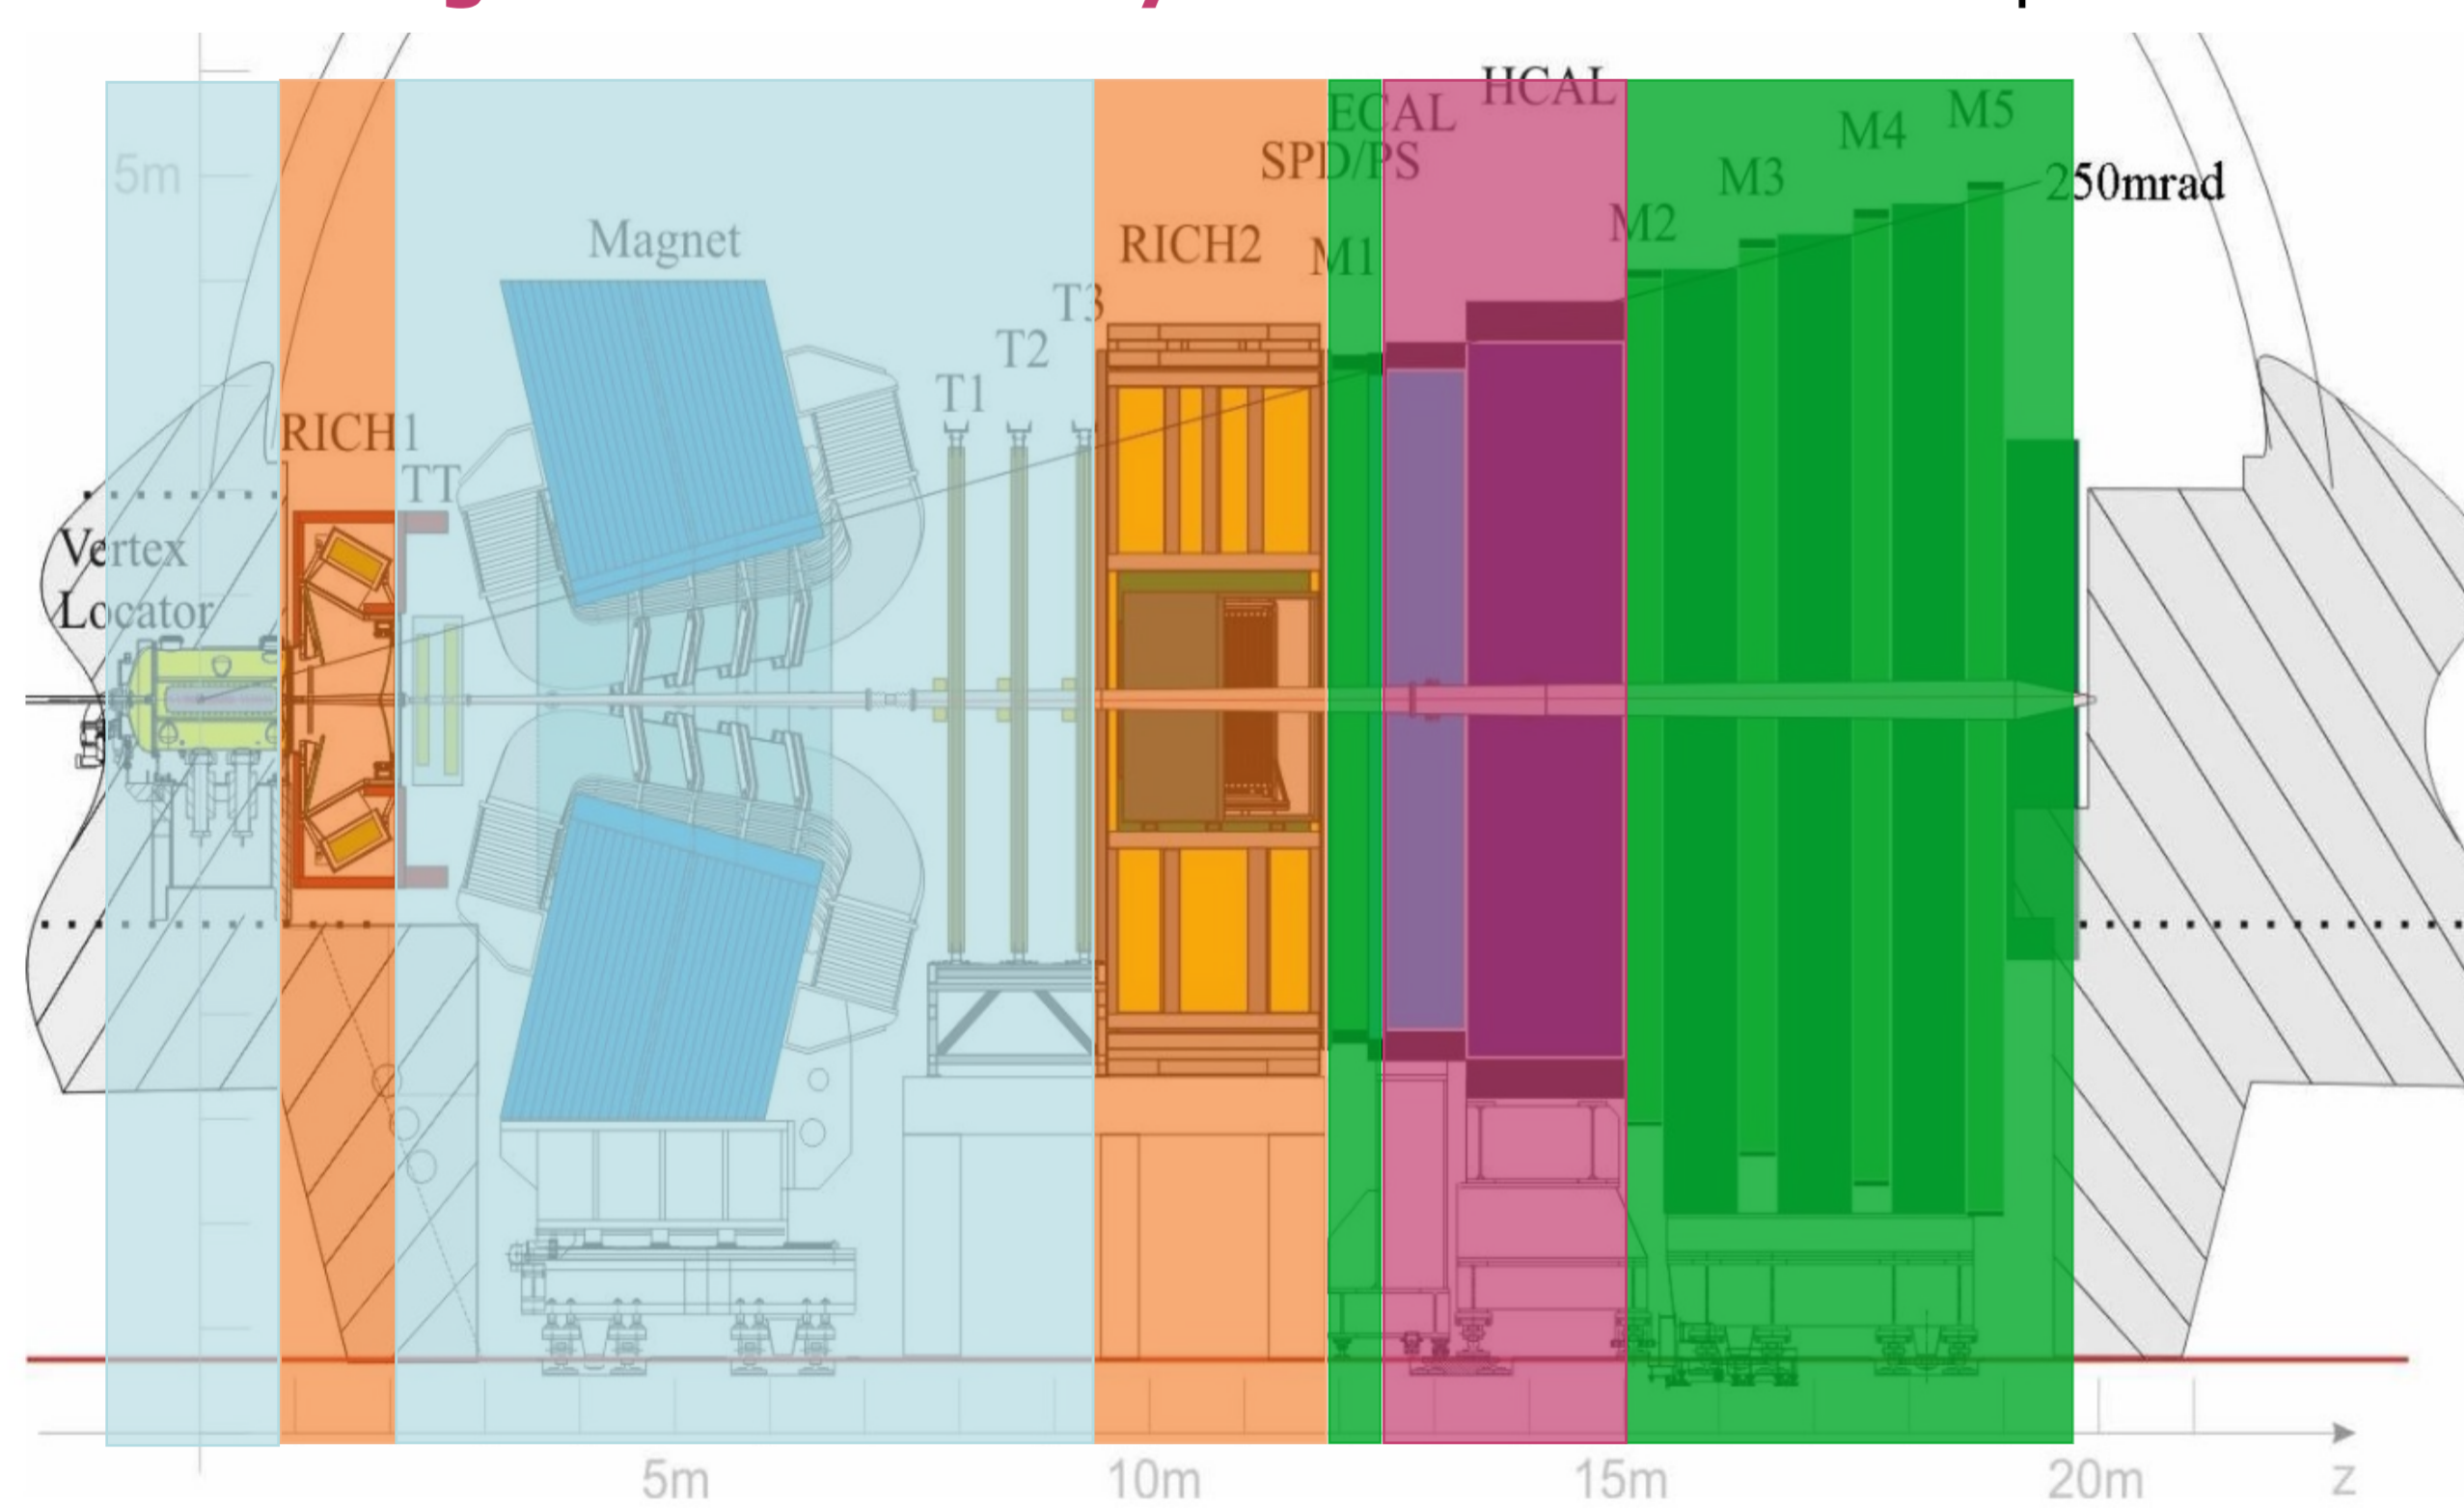 HCAL
ECAL
M5
M4
SPD/PS
5m
M3
250mrad
M2
Magnet
RICH2
M1
T3
T2
T1
RICH1
TT
Vertex
Locator
5m
10m
15m
20m
z